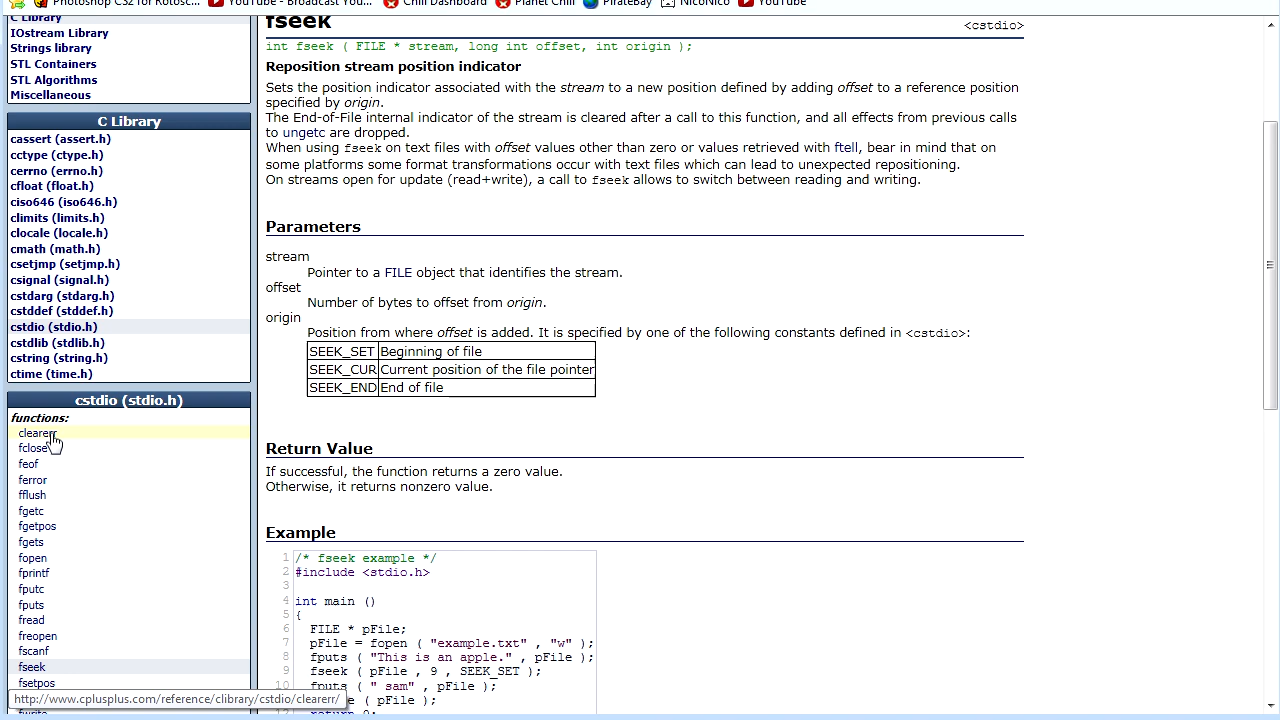 Photoshop CS2 for Rotosc... YouTube - Broadcast You... Chill Dashboard Planet Chill PirateBay NicoNico YouTube
C Library
IOstream Library
Strings library
STL Containers
STL Algorithms
Miscellaneous
C Library
cassert (assert.h)
cctype (ctype.h)
cerrno (errno.h)
cfloat (float.h)
ciso646 (iso646.h)
climits (limits.h)
clocale (locale.h)
cmath (math.h)
csetjmp (setjmp.h)
csignal (signal.h)
cstdarg (stdarg.h)
cstddef (stddef.h)
cstdio (stdio.h)
cstdlib (stdlib.h)
cstring (string.h)
ctime (time.h)
cstdio (stdio.h)
functions:
clearerr
fclose
feof
ferror
fflush
fgetc
fgetpos
fgets
fopen
fprintf
fputc
fputs
fread
freopen
fscanf
fseek
fsetpos
http://www.cplusplus.com/reference/clibrary/cstdio/clearerr/
fwrite
fseek
<cstdio>
int fseek ( FILE * stream, long int offset, int origin );
Reposition stream position indicator
Sets the position indicator associated with the stream to a new position defined by adding offset to a reference position
specified by origin.
The End-of-File internal indicator of the stream is cleared after a call to this function, and all effects from previous calls
to ungetc are dropped.
When using fseek on text files with offset values other than zero or values retrieved with ftell, bear in mind that on
some platforms some format transformations occur with text files which can lead to unexpected repositioning.
On streams open for update (read+write), a call to fseek allows to switch between reading and writing.
Parameters
stream
Pointer to a FILE object that identifies the stream.
offset
Number of bytes to offset from origin.
origin
Position from where offset is added. It is specified by one of the following constants defined in <cstdio>:
SEEK_SET Beginning of file
SEEK_CUR Current position of the file pointer
SEEK_END End of file
Return Value
If successful, the function returns a zero value.
Otherwise, it returns nonzero value.
Example
1 /* fseek example */
2 #include <stdio.h>
3
4 int main ()
5 {
6 FILE * pFile;
7 pFile = fopen ( "example.txt" , "w" );
8 fputs ( "This is an apple." , pFile );
9 fseek ( pFile , 9 , SEEK_SET );
10 fputs ( " sam" , pFile );
( pFile );
return 0;